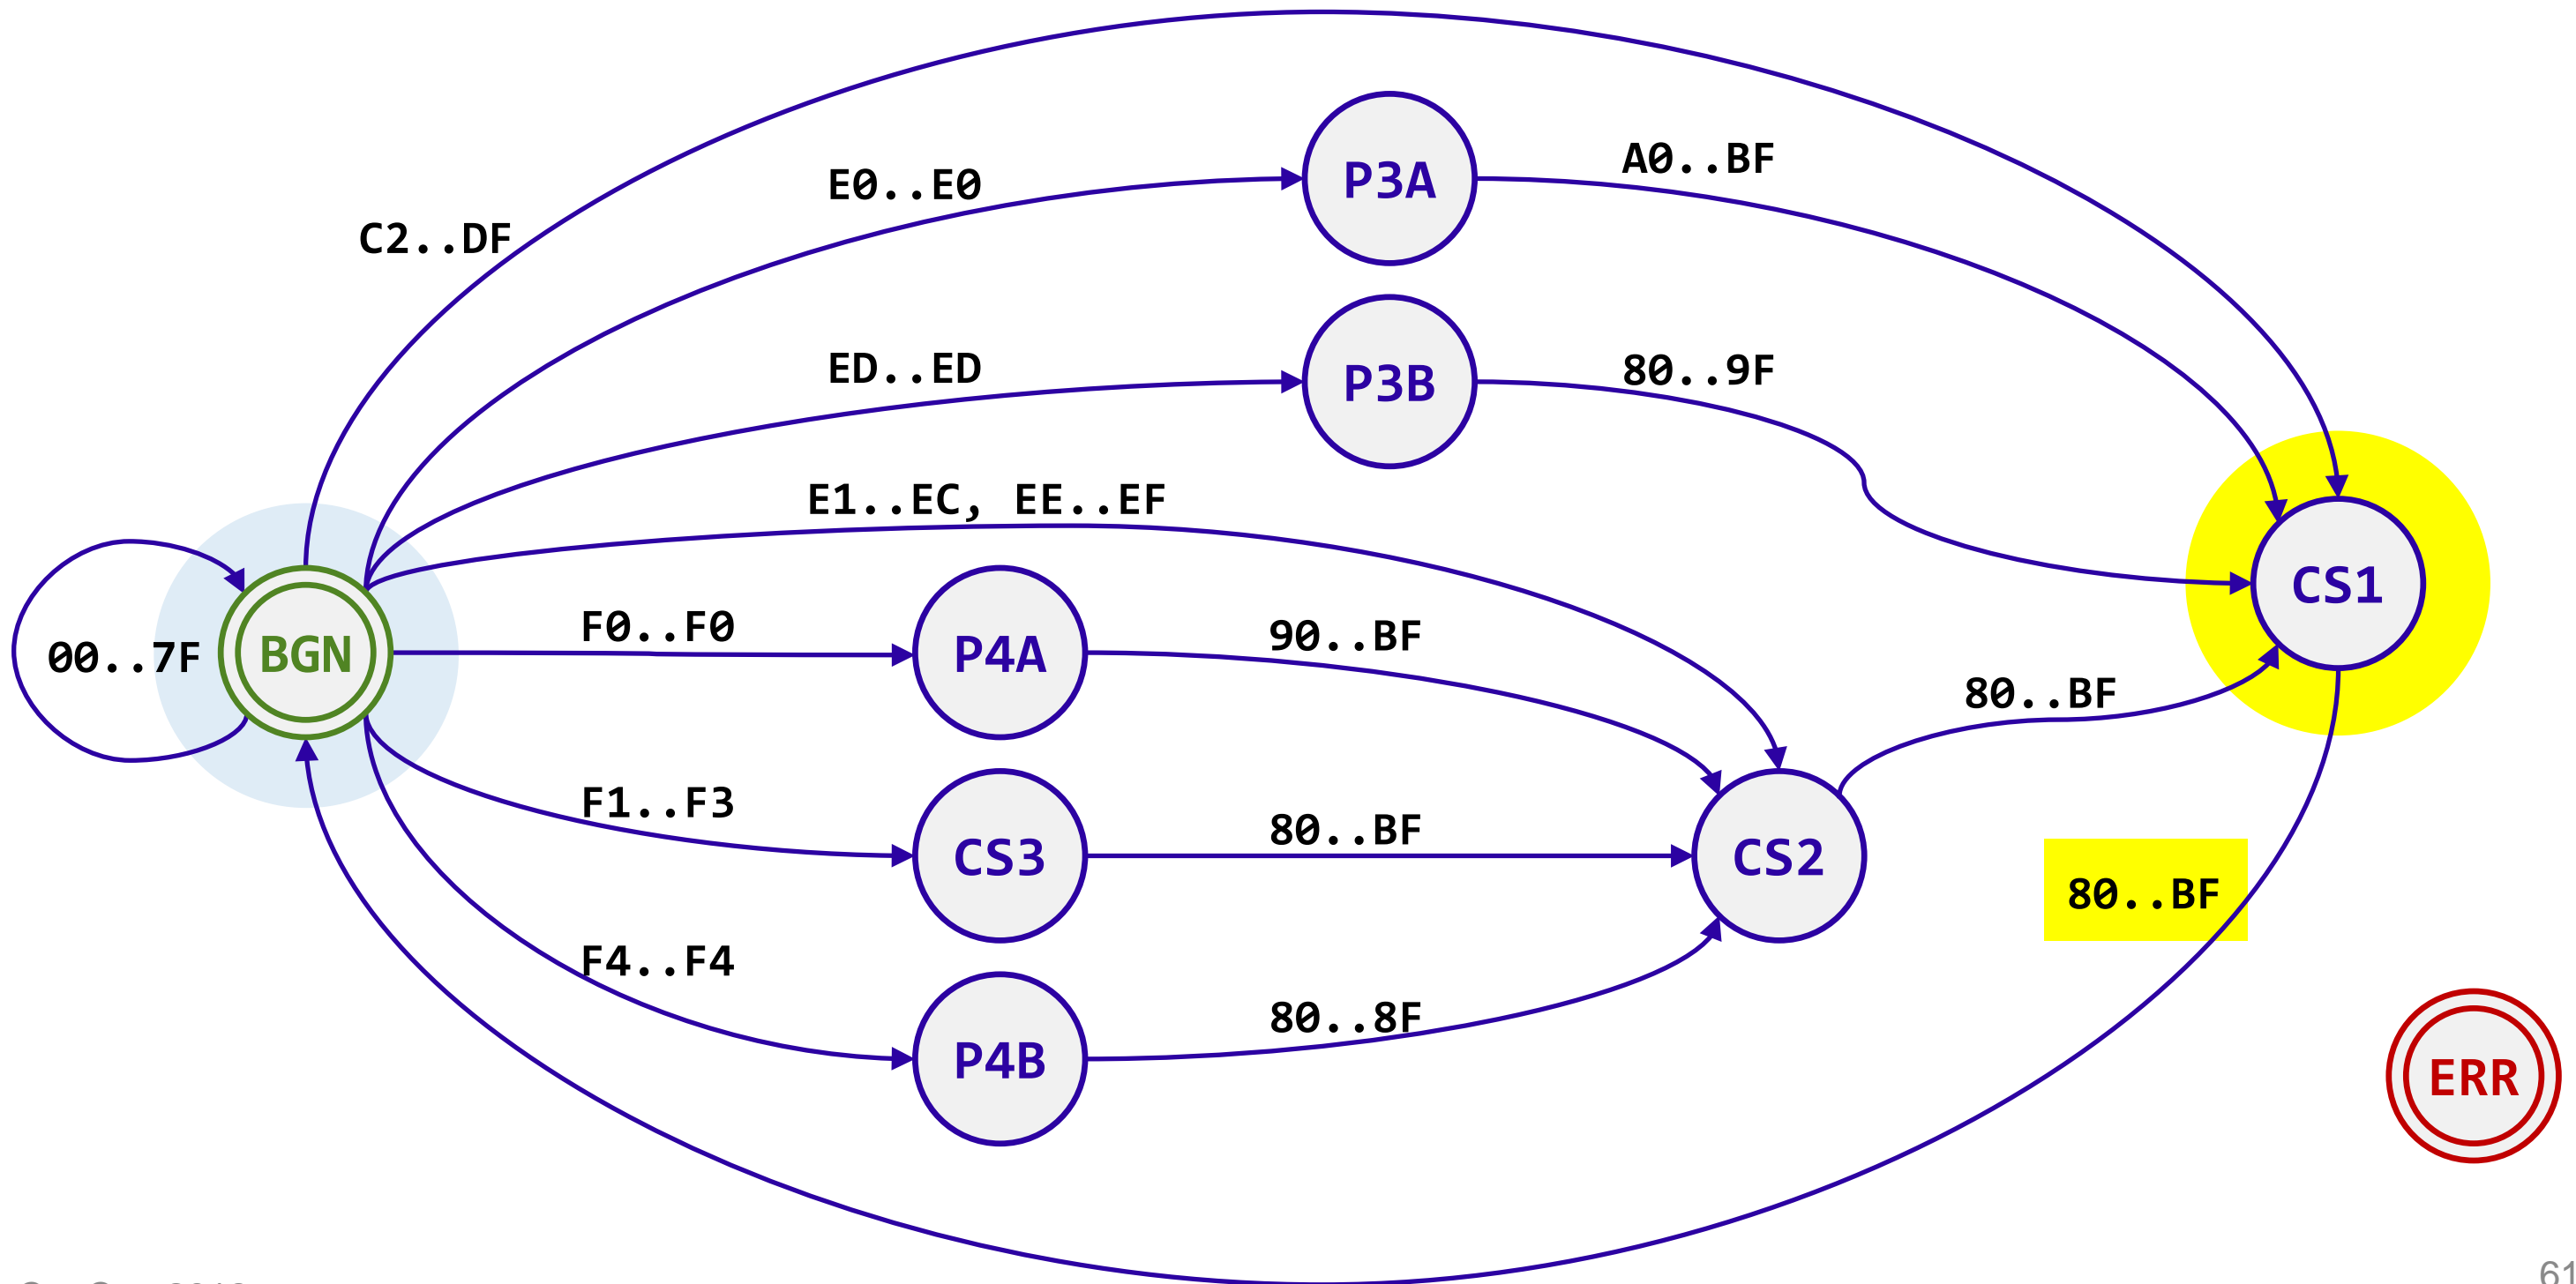 P3A
A0..BF
E0..E0
C2..DF
ED..ED
P3B
80..9F
E1..EC, EE..EF
CS1
F0..F0
90..BF
00..7F
BGN
P4A
80..BF
F1..F3
80..BF
CS3
CS2
80..BF
F4..F4
80..8F
P4B
ERR
61